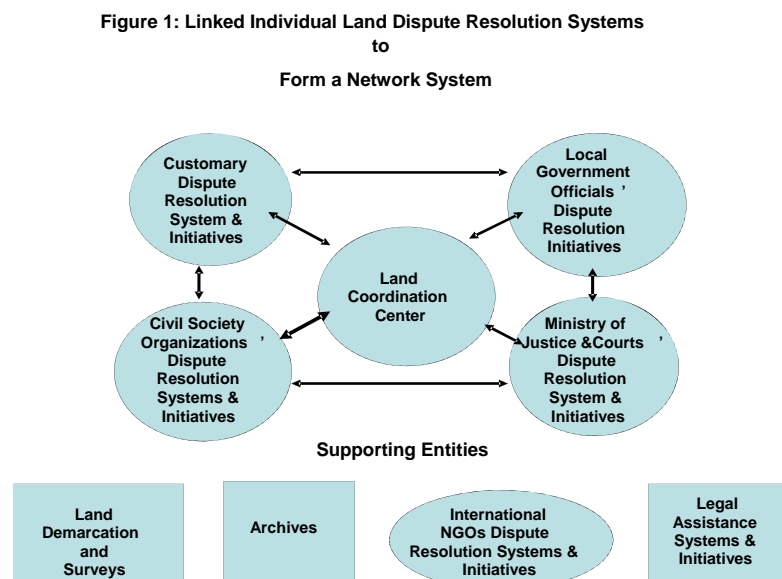 Figure 1: Linked Individual Land Dispute Resolution Systems
to
Form a Network System
Customary
Dispute
Resolution
System &
Initiatives
Local
Government
Officials ’
Dispute
Resolution
Initiatives
Land
Coordination
Center
Civil Society
Organizations ’
Dispute
Resolution
Systems &
Initiatives
Ministry of
Justice &Courts ’
Dispute
Resolution
System &
Initiatives
Supporting Entities
Land
Demarcation
and
Surveys
Archives
International
NGOs Dispute
Resolution Systems &
Initiatives
Legal
Assistance
Systems &
Initiatives